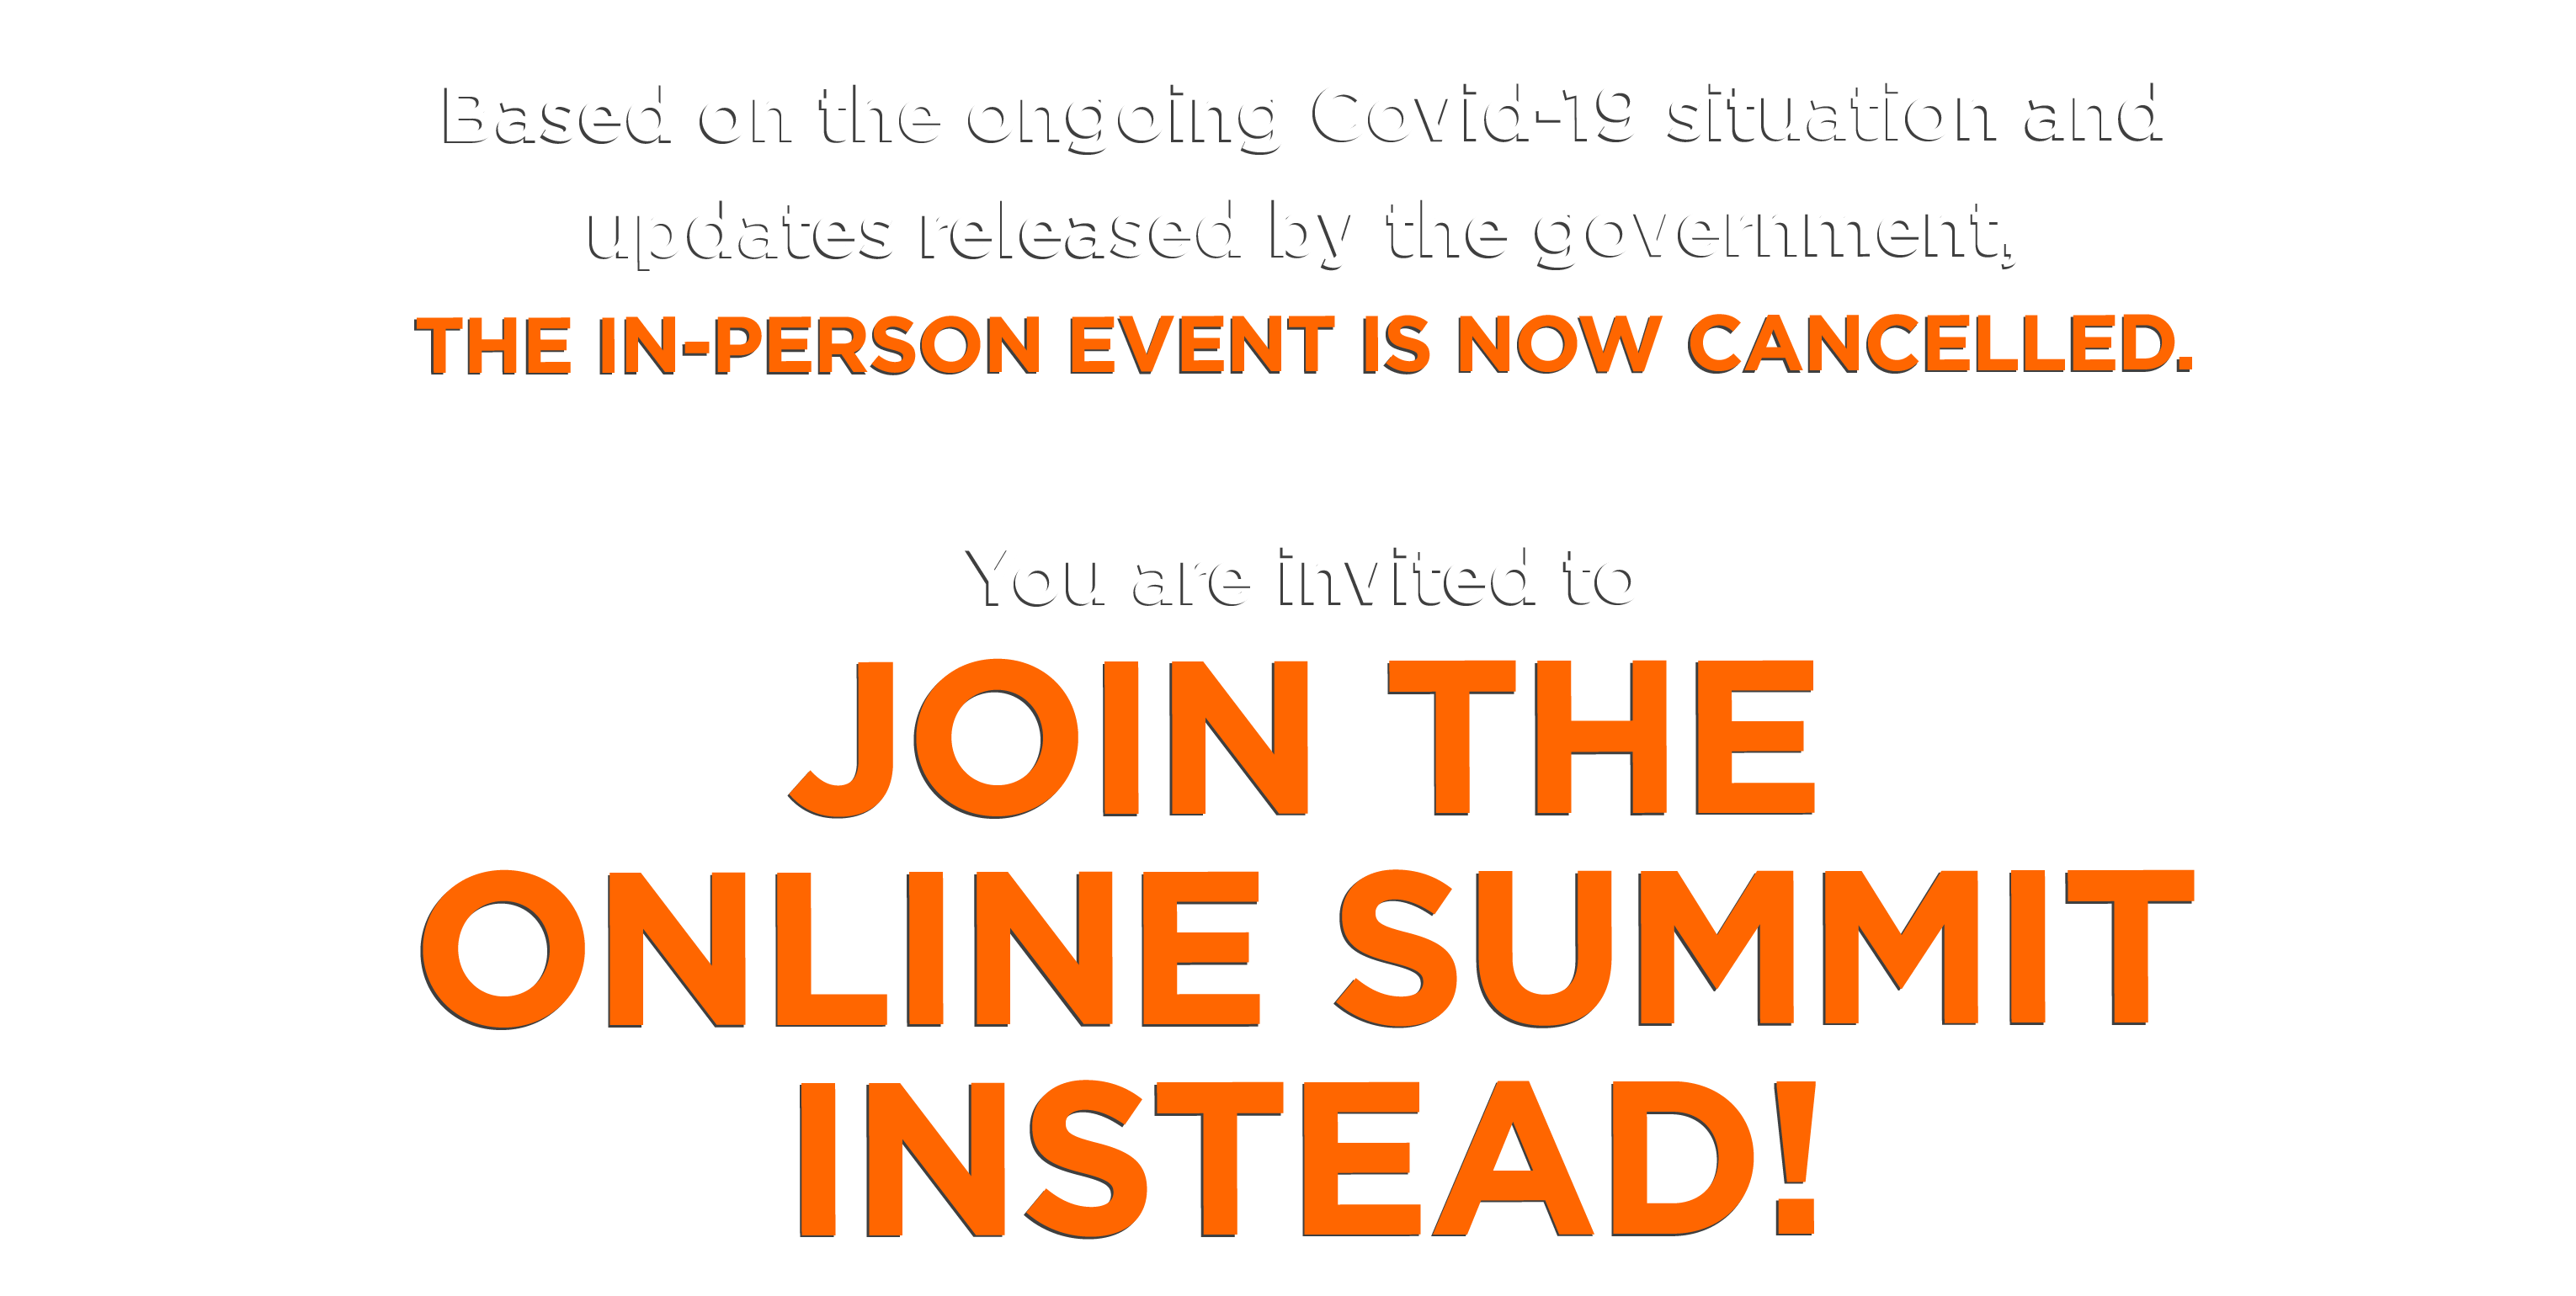 Based on the ongoing Covid-19 situation and
updates released by the government,
THE IN-PERSON EVENT IS NOW CANCELLED.
You are invited to
JOIN THE
ONLINE SUMMIT
INSTEAD!